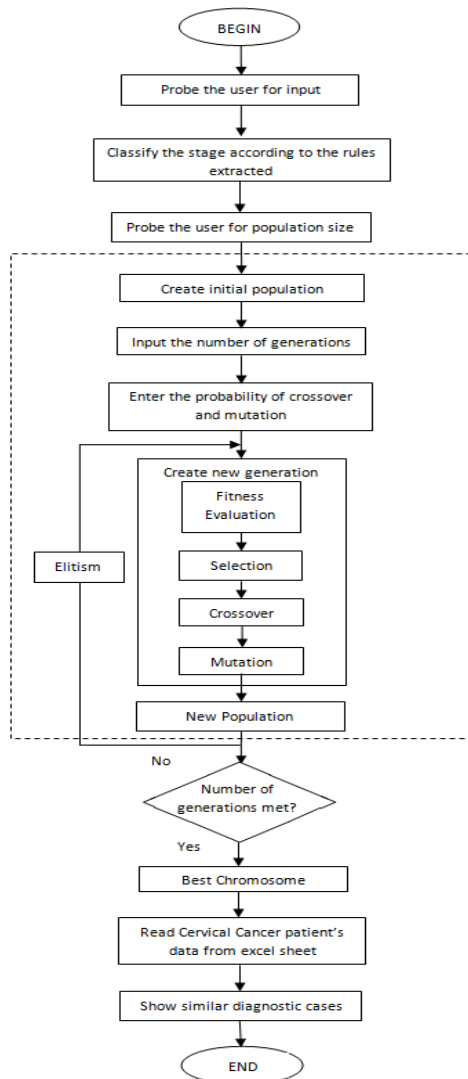 BEGIN
Probe the user for input
Classify the stage according to the rules
extracted
Probe the user for population size
Create initial population
Input the number of generations
Enter the probability of crossover
and mutation
Create new generation
Fitness
Evaluation
Elitism
Selection
Crossover
Mutation
New Population
No
Number of
generations met?
Yes
Best Chromosome
Read Cervical Cancer patient's
data from excel sheet
Show similar diagnostic cases
END